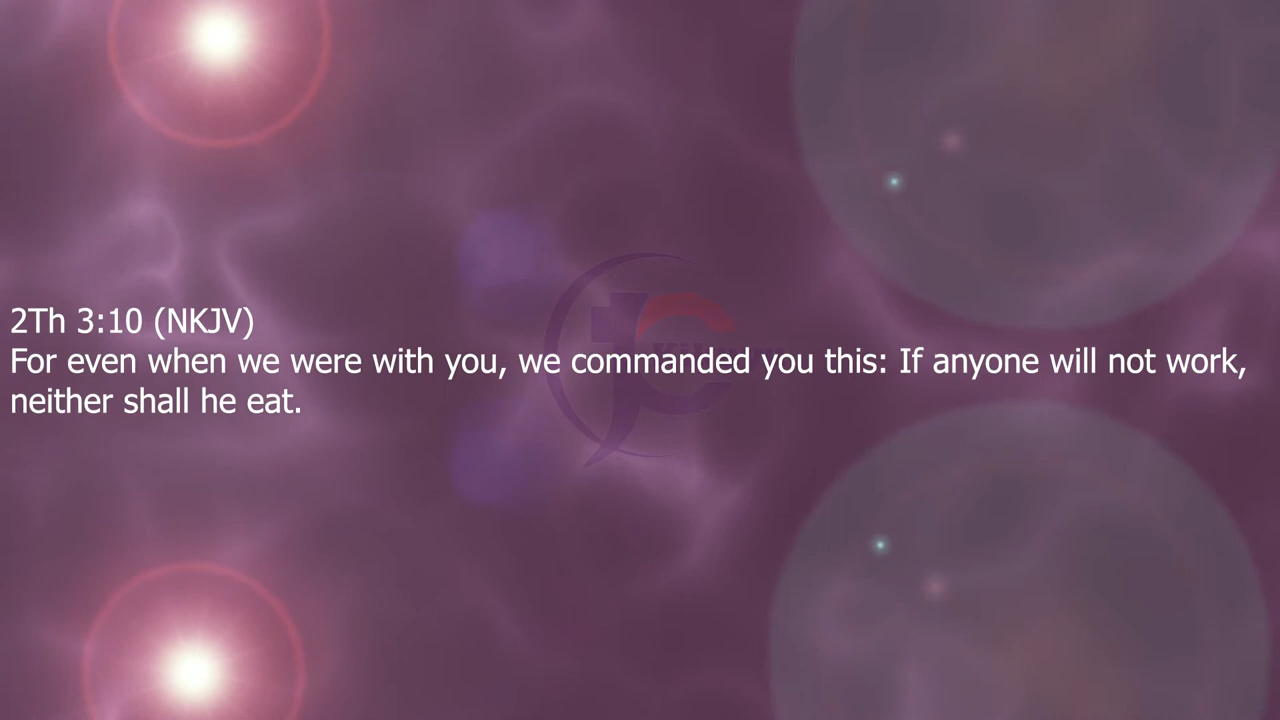 2Th 3:10 (NKJV)
For even when we were with you, we commanded you this: If anyone will not work,
neither shall he eat.